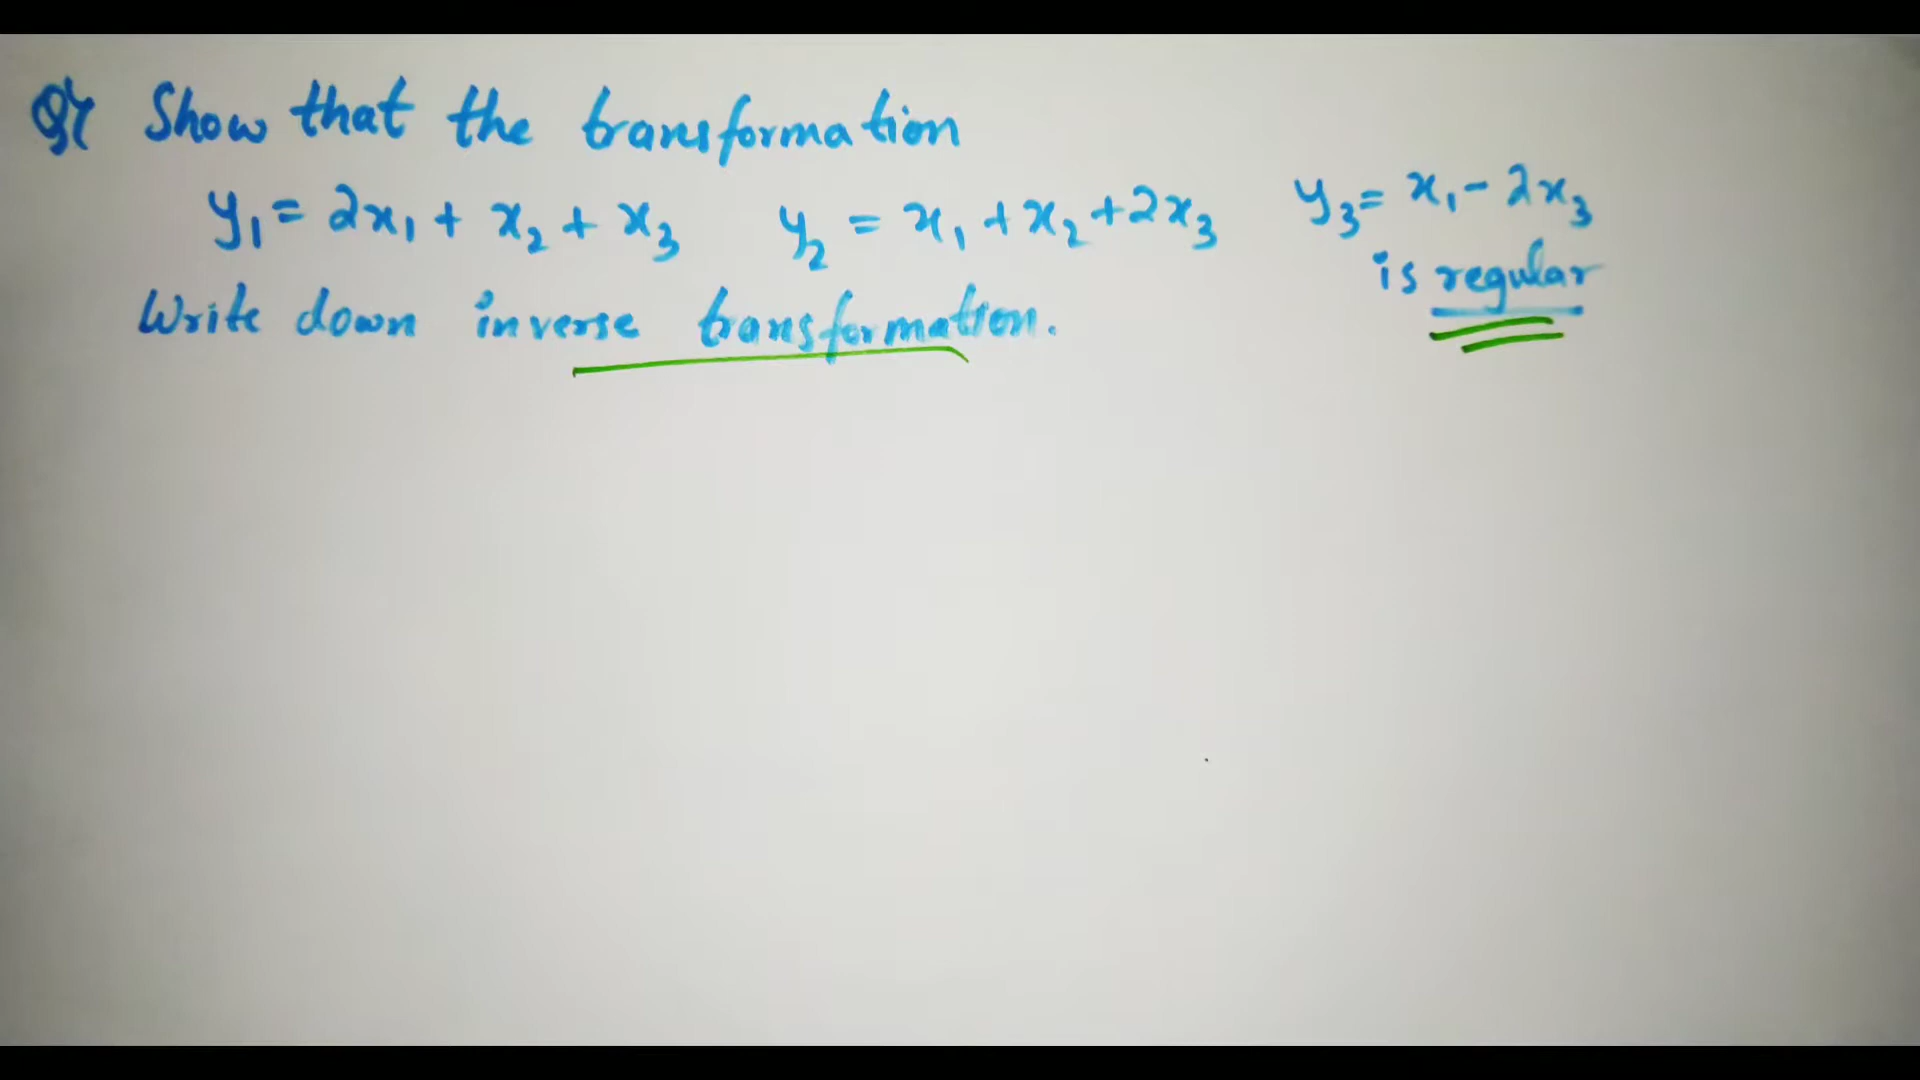 Q7 Show that the transformation
y₁ = 2x₁ + x₂ + x₃ y₂ = x₁ + x₂ + 2x₃ y₃ = x₁ - 2x₃
is regular
Write down inverse transformation.